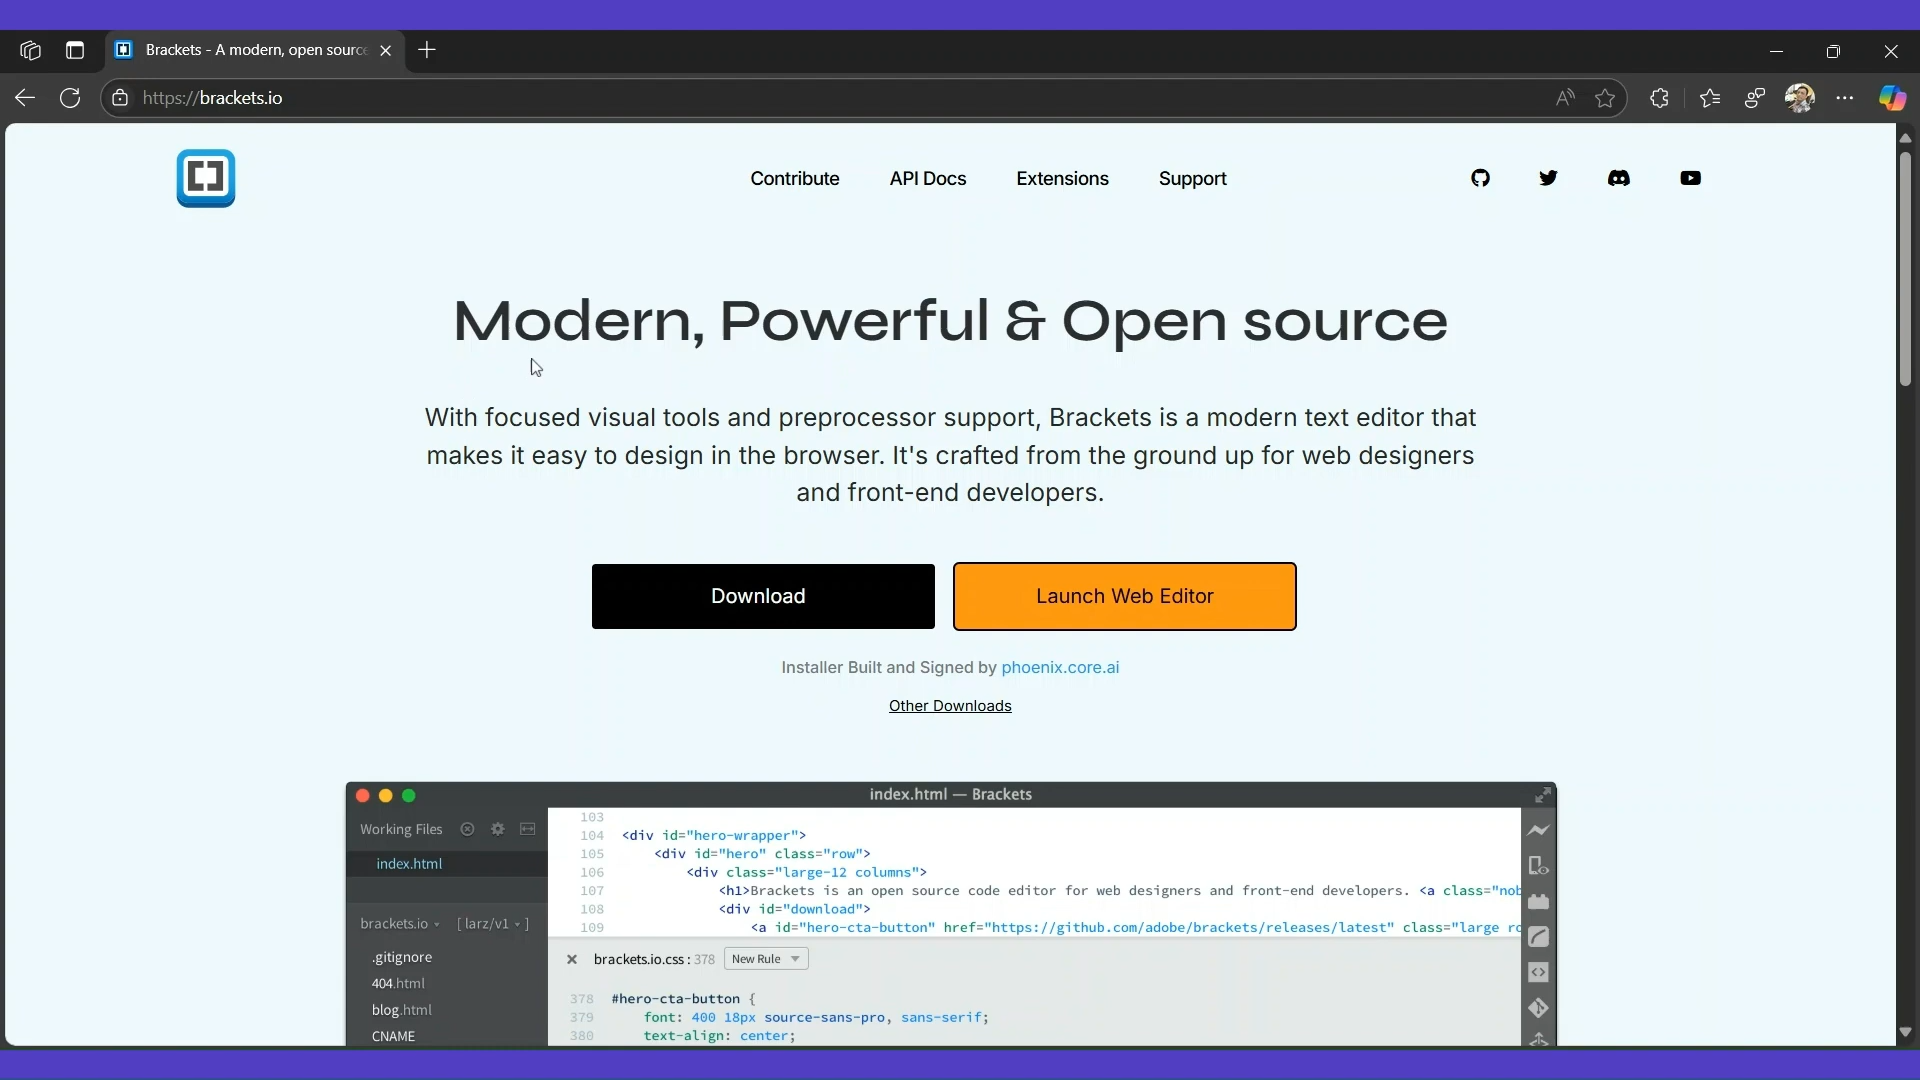 Brackets - A modern, open source
https://brackets.io
Contribute
API Docs
Extensions
Support
Modern, Powerful & Open source
With focused visual tools and preprocessor support, Brackets is a modern text editor that
makes it easy to design in the browser. It's crafted from the ground up for web designers
and front-end developers.
Download
Launch Web Editor
Installer Built and Signed by phoenix.core.ai
Other Downloads
index.html — Brackets
Working Files
index.html
brackets.io
[ larz/v1 ]
.gitignore
404.html
blog.html
CNAME
103
104 <div id="hero-wrapper">
105 <div id="hero" class="row">
106 <div class="large-12 columns">
107 <h1>Brackets is an open source code editor for web designers and front-end developers. <a class="nob
108 <div id="download">
109 <a id="hero-cta-button" href="https://github.com/adobe/brackets/releases/latest" class="large ro
brackets.io.css : 378
New Rule
378 #hero-cta-button {
379 font: 400 18px source-sans-pro, sans-serif;
380 text-align: center;